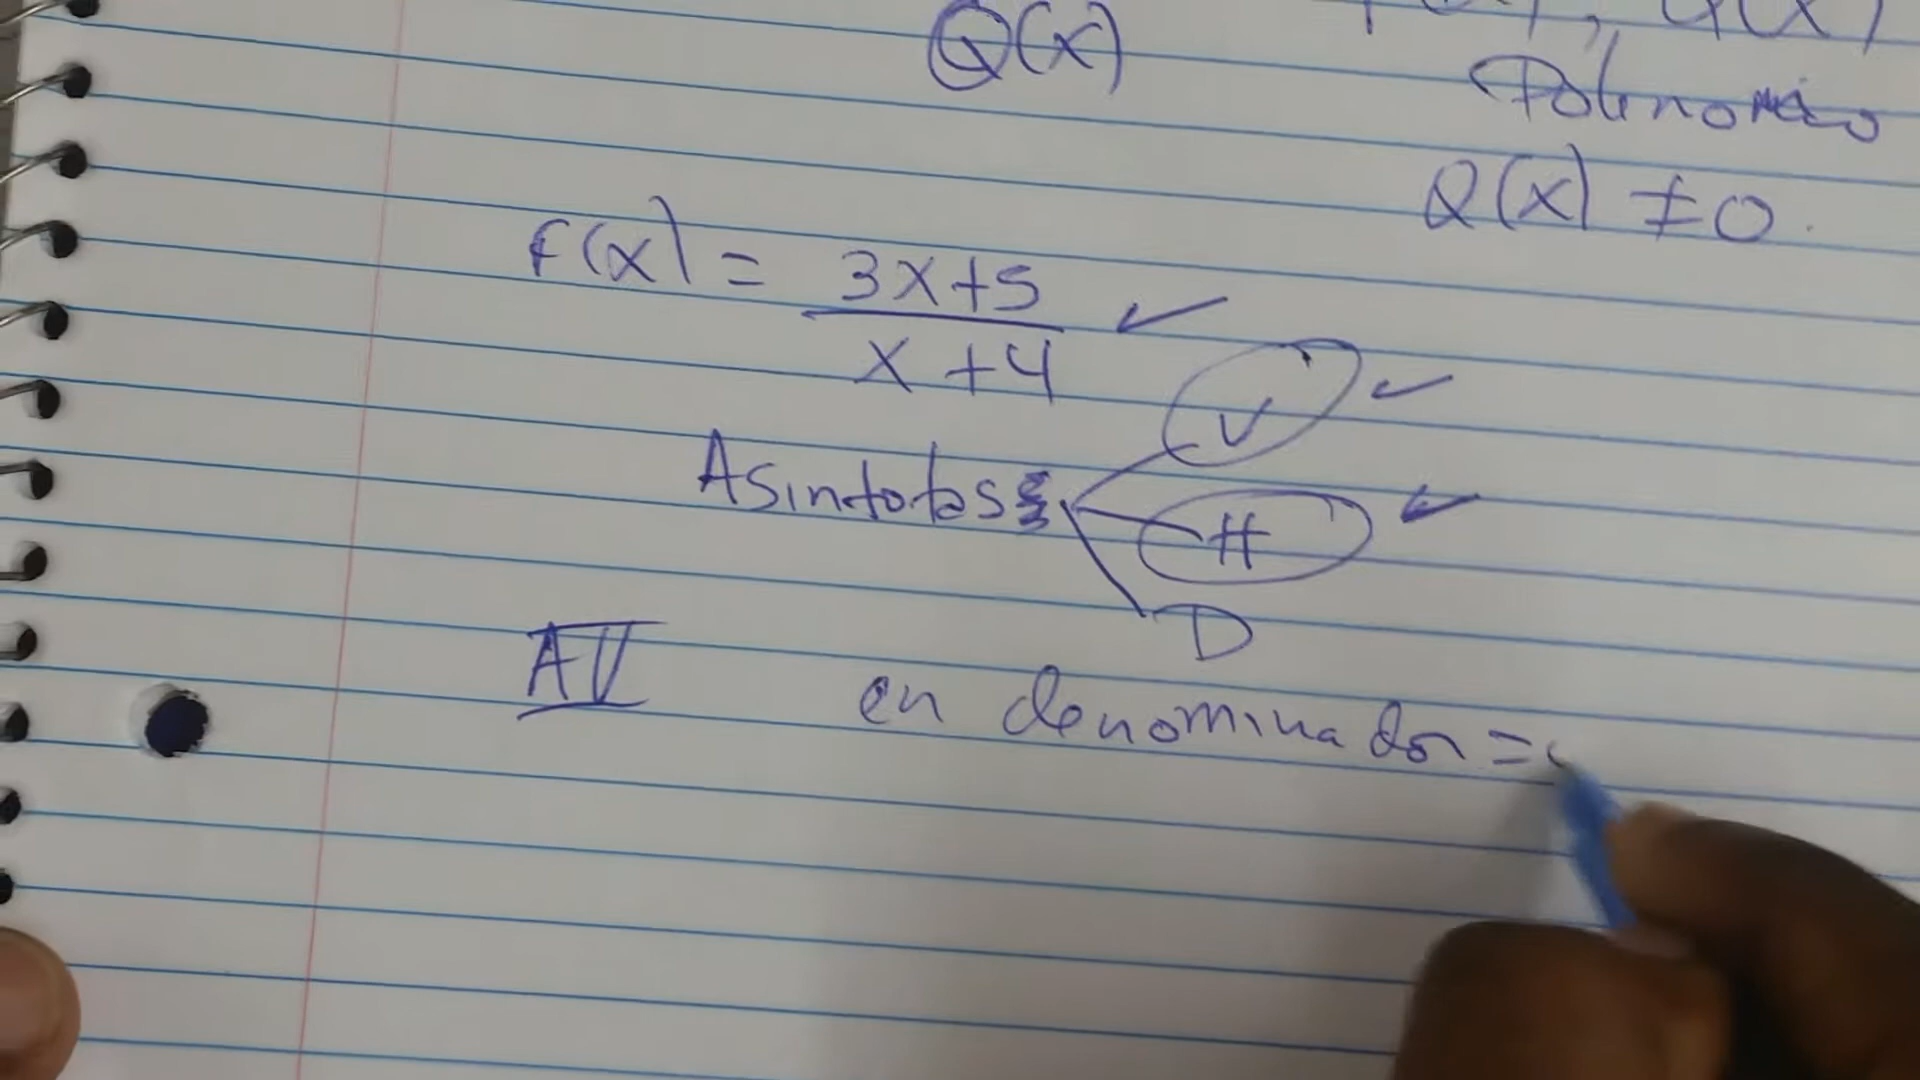 Q(x)
Polinomio
Q(x) ≠ 0.
f(x) = 3x+5
x + 4
V
Asintotas
H
D
AV en denominador =